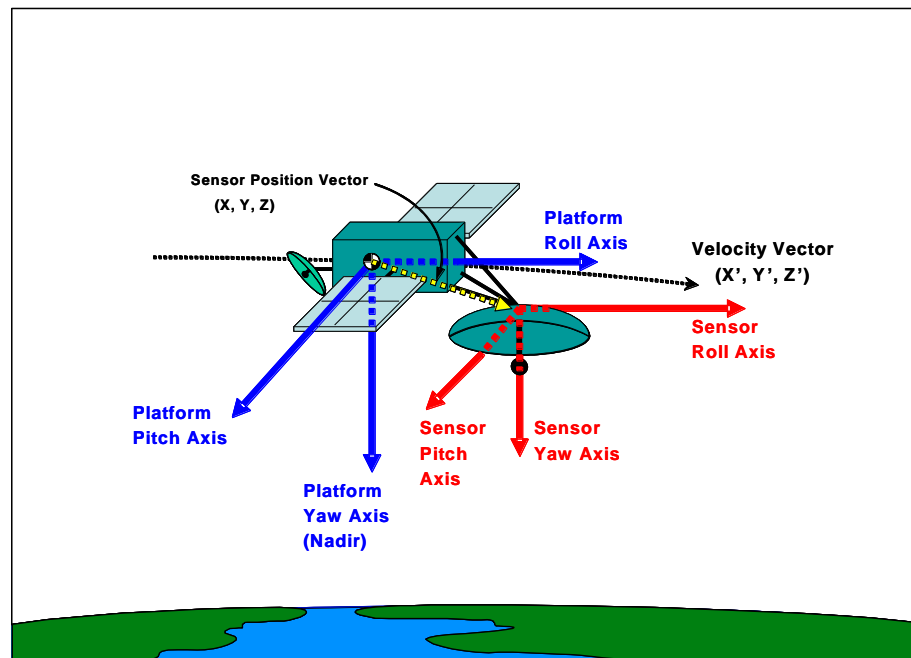 Sensor Position Vector
(X, Y, Z)
Platform
Roll Axis
Velocity Vector
(X’, Y’, Z’)
Sensor
Roll Axis
Platform
Pitch Axis
Sensor
Pitch
Axis
Sensor
Yaw Axis
Platform
Yaw Axis
(Nadir)